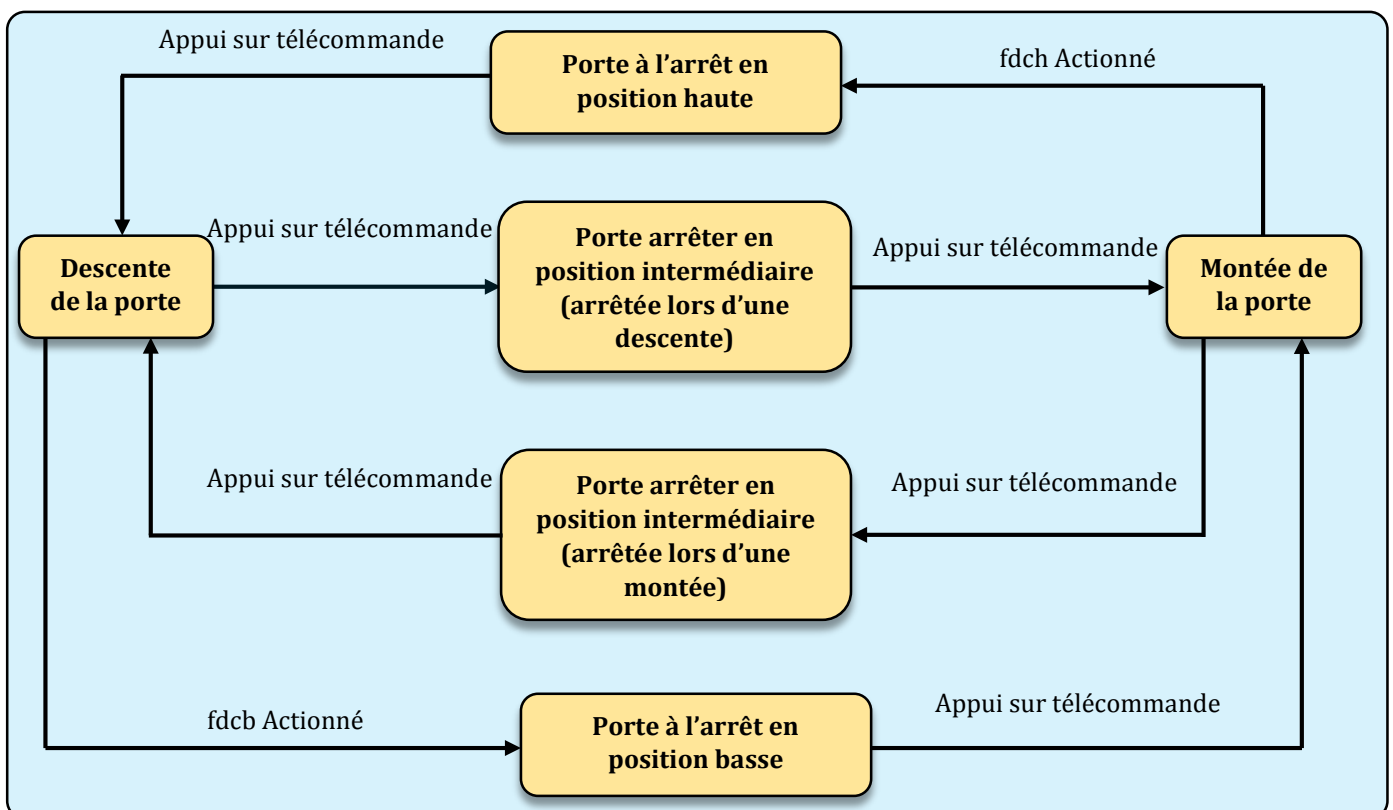 Appui sur télécommande
Porte à l’arrêt en
position haute
fdch Actionné
Appui sur télécommande
Porte arrêter en
position intermédiaire
(arrêtée lors d’une
descente)
Appui sur télécommande
Descente
de la porte
Montée de
la porte
Appui sur télécommande
Porte arrêter en
position intermédiaire
(arrêtée lors d’une
montée)
Appui sur télécommande
fdcb Actionné
Porte à l’arrêt en
position basse
Appui sur télécommande